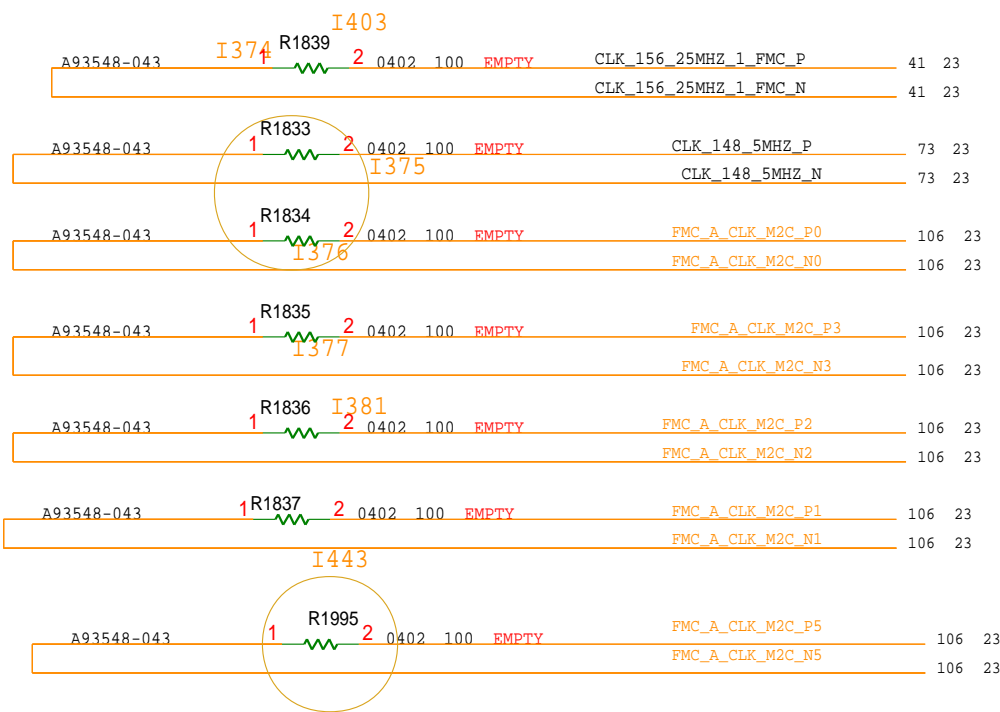 I403
I374 R1839
A93548-043 1 2 0402 100 EMPTY CLK_156_25MHZ_1_FMC_P 41 23
CLK_156_25MHZ_1_FMC_N 41 23
R1833
A93548-043 1 2 0402 100 EMPTY CLK_148_5MHZ_P 73 23
I375 CLK_148_5MHZ_N 73 23
R1834
A93548-043 1 2 0402 100 EMPTY FMC_A_CLK_M2C_P0 106 23
I376 FMC_A_CLK_M2C_N0 106 23
R1835
A93548-043 1 2 0402 100 EMPTY FMC_A_CLK_M2C_P3 106 23
I377
FMC_A_CLK_M2C_N3 106 23
R1836 I381
A93548-043 1 2 0402 100 EMPTY FMC_A_CLK_M2C_P2 106 23
FMC_A_CLK_M2C_N2 106 23
R1837
A93548-043 1 2 0402 100 EMPTY FMC_A_CLK_M2C_P1 106 23
FMC_A_CLK_M2C_N1 106 23
I443
R1995
A93548-043 1 2 0402 100 EMPTY FMC_A_CLK_M2C_P5 106 23
FMC_A_CLK_M2C_N5 106 23